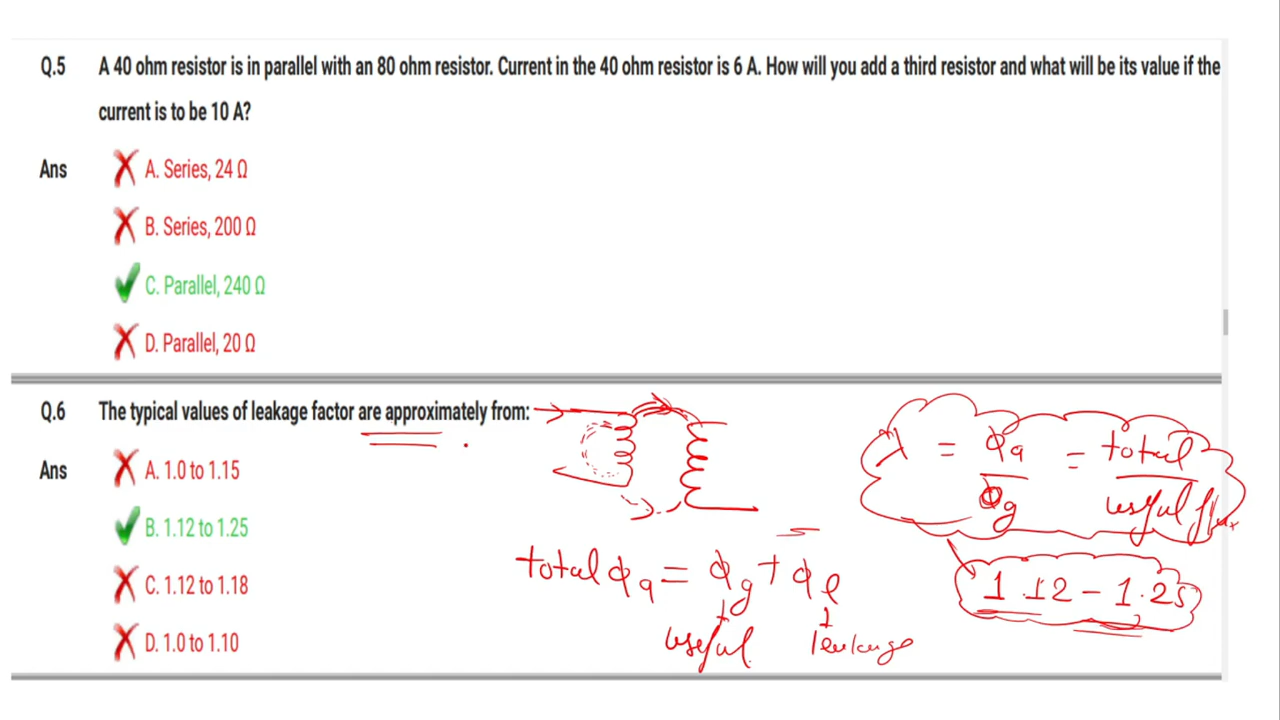 Q.5 A 40 ohm resistor is in parallel with an 80 ohm resistor. Current in the 40 ohm resistor is 6 A. How will you add a third resistor and what will be its value if the
current is to be 10 A?
Ans A. Series, 24 Ω
B. Series, 200 Ω
C. Parallel, 240 Ω
D. Parallel, 20 Ω
Q.6 The typical values of leakage factor are approximately from:
Ans A. 1.0 to 1.15
B. 1.12 to 1.25
C. 1.12 to 1.18
D. 1.0 to 1.10
λ = ϕa / ϕg = total / useful flux
total ϕa = ϕg + ϕl
useful leakage
1.12 – 1.25